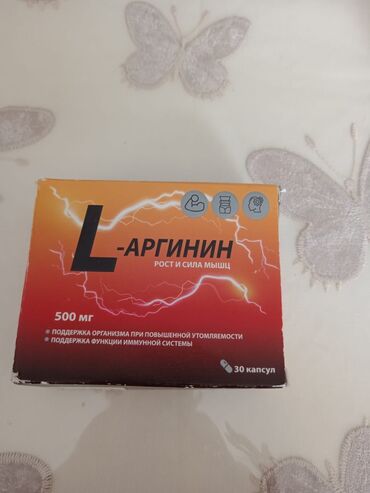 L-АРГИНИН
РОСТ И СИЛА МЫШЦ
500 мг
ПОДДЕРЖКА ОРГАНИЗМА ПРИ ПОВЫШЕННОЙ УТОМЛЯЕМОСТИ
ПОДДЕРЖКА ФУНКЦИИ ИММУННОЙ СИСТЕМЫ
30 капсул